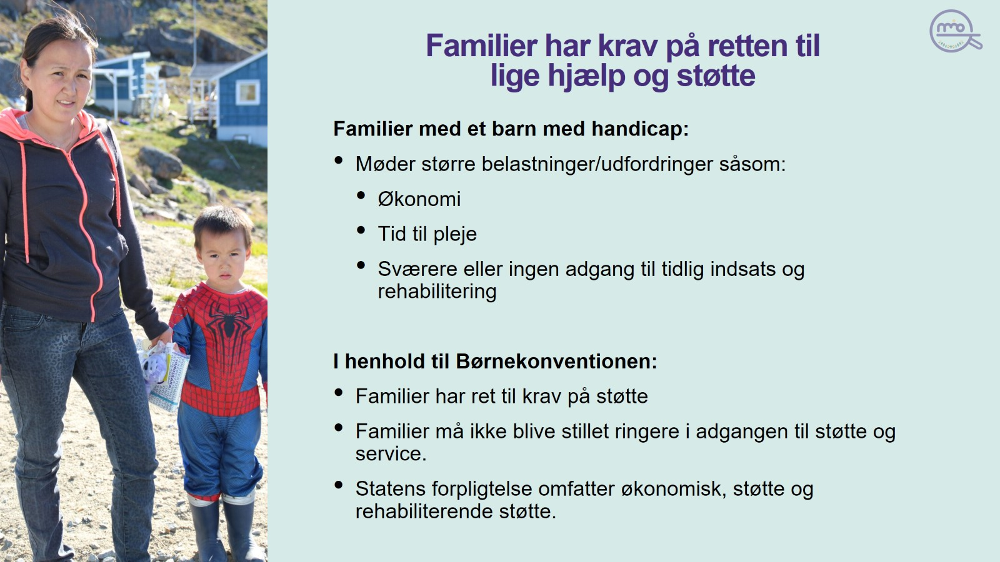 Familier har krav på retten til
lige hjælp og støtte
mio
Familier med et barn med handicap:
• Møder større belastninger/udfordringer såsom:
• Økonomi
• Tid til pleje
• Sværere eller ingen adgang til tidlig indsats og
rehabilitering
I henhold til Børnekonventionen:
• Familier har ret til krav på støtte
• Familier må ikke blive stillet ringere i adgangen til støtte og
service.
• Statens forpligtelse omfatter økonomisk, støtte og
rehabiliterende støtte.